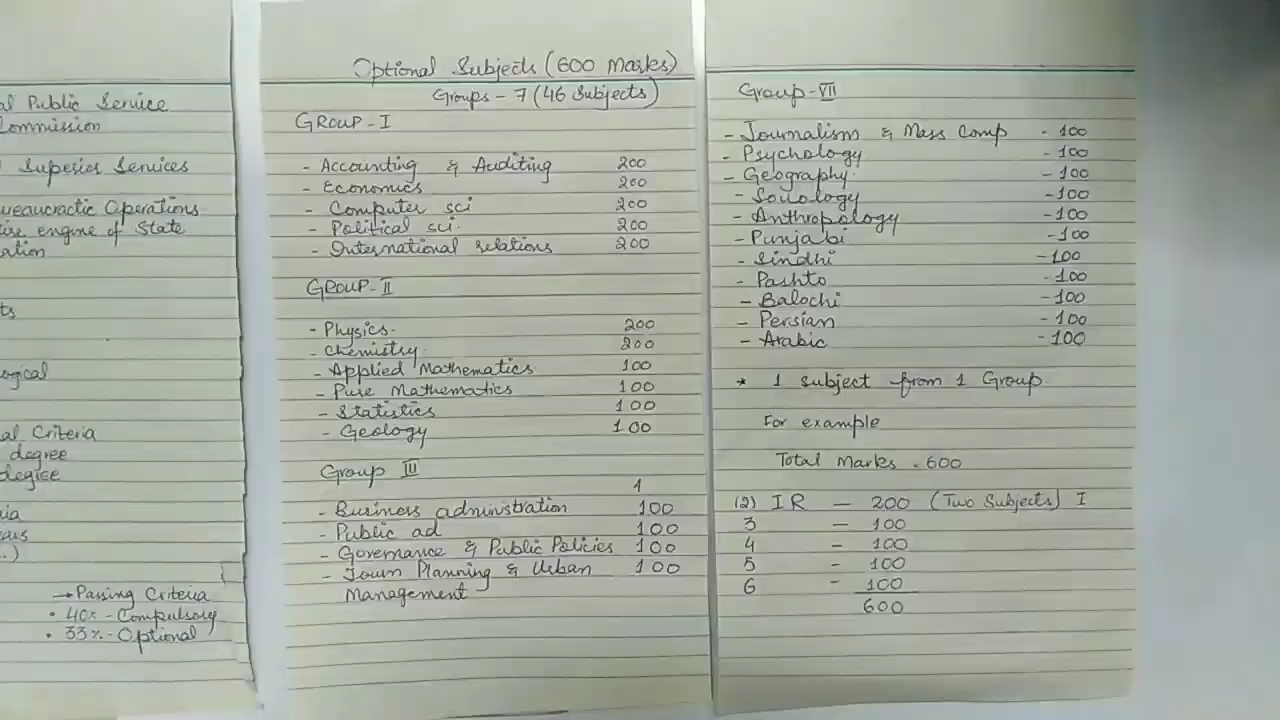 al Public Service
Commission
Superior Services
ureaucractic Operations
engine of State
ation
ts
ogical
al Criteria
degree
degree
ia
ears
..)
→ Passing Criteria
• 40% - Compulsory
• 33% - Optional
Optional Subjects (600 Marks)
Groups - 7 (46 Subjects)
GROUP - I
- Accounting & Auditing 200
- Economics 200
- Computer sci 200
- Political sci. 200
- International relations 200
GROUP - II
- Physics. 200
- Chemistry. 200
- Applied Mathematics 100
- Pure Mathematics 100
- Statistics 100
- Geology 100
Group III
1
- Business adminstration 100
- Public ad 100
- Governance & Public Policies 100
- Town Planning & Urban 100
Management
Group - VII
- Journalism & Mass Comp - 100
- Psychology - 100
- Geography. - 100
- Sociology - 100
- Anthropology - 100
- Punjabi - 100
- Sindhi - 100
- Pashto - 100
- Balochi - 100
- Persian - 100
- Arabic - 100
* 1 subject from 1 Group.
For example
Total Marks . 600
(2) IR — 200 (Two Subjects) I
3 — 100
4 - 100
5 - 100
6 - 100
600